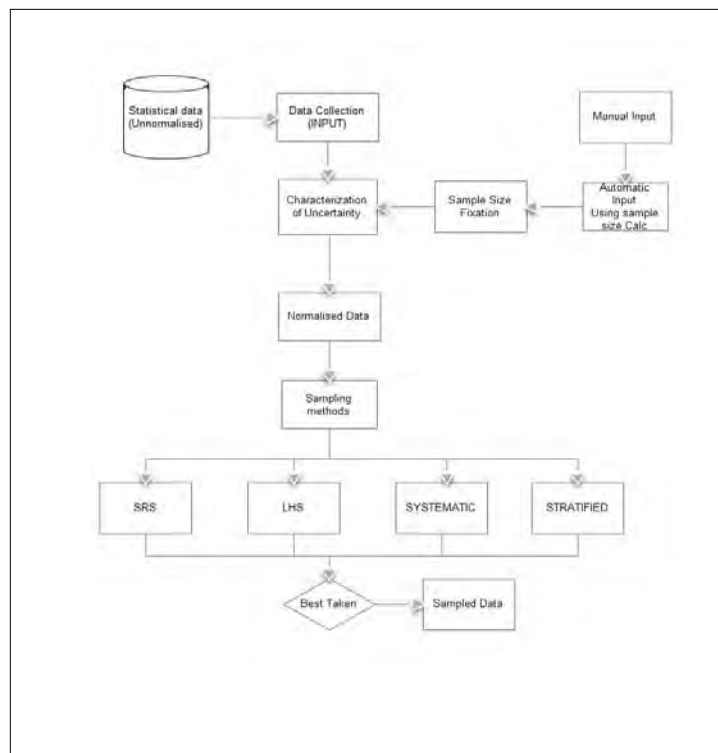 Statistical data
(Unnormalised)
Data Collection
(INPUT)
Manual Input
Characterization
of Uncertainty
Sample Size
Fixation
Automatic
Input
Using sample
size Calc
Normalised Data
Sampling
methods
SRS
LHS
SYSTEMATIC
STRATIFIED
Best Taken
Sampled Data